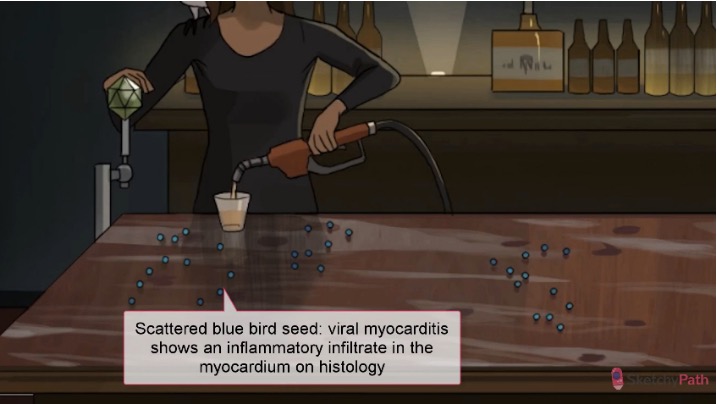 Scattered blue bird seed: viral myocarditis
shows an inflammatory infiltrate in the
myocardium on histology
SketchyPath